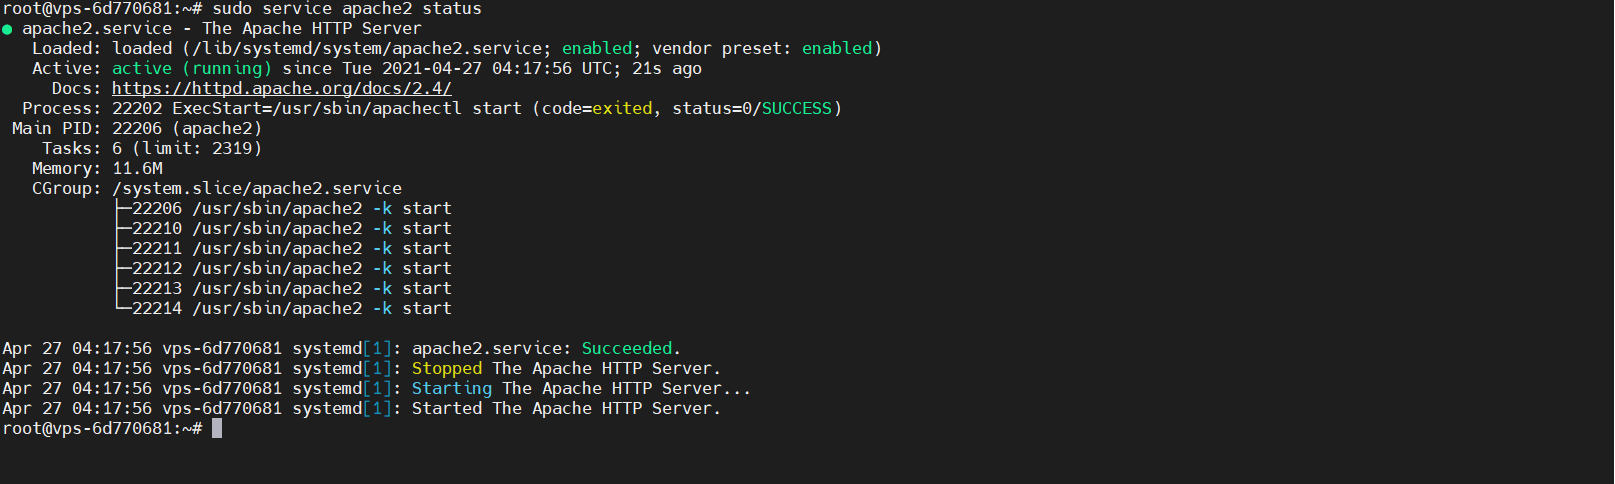 root@vps-6d770681:~# sudo service apache2 status
● apache2.service - The Apache HTTP Server
   Loaded: loaded (/lib/systemd/system/apache2.service; enabled; vendor preset: enabled)
   Active: active (running) since Tue 2021-04-27 04:17:56 UTC; 21s ago
     Docs: https://httpd.apache.org/docs/2.4/
  Process: 22202 ExecStart=/usr/sbin/apachectl start (code=exited, status=0/SUCCESS)
 Main PID: 22206 (apache2)
    Tasks: 6 (limit: 2319)
   Memory: 11.6M
   CGroup: /system.slice/apache2.service
           ├─22206 /usr/sbin/apache2 -k start
           ├─22210 /usr/sbin/apache2 -k start
           ├─22211 /usr/sbin/apache2 -k start
           ├─22212 /usr/sbin/apache2 -k start
           ├─22213 /usr/sbin/apache2 -k start
           └─22214 /usr/sbin/apache2 -k start

Apr 27 04:17:56 vps-6d770681 systemd[1]: apache2.service: Succeeded.
Apr 27 04:17:56 vps-6d770681 systemd[1]: Stopped The Apache HTTP Server.
Apr 27 04:17:56 vps-6d770681 systemd[1]: Starting The Apache HTTP Server...
Apr 27 04:17:56 vps-6d770681 systemd[1]: Started The Apache HTTP Server.
root@vps-6d770681:~#